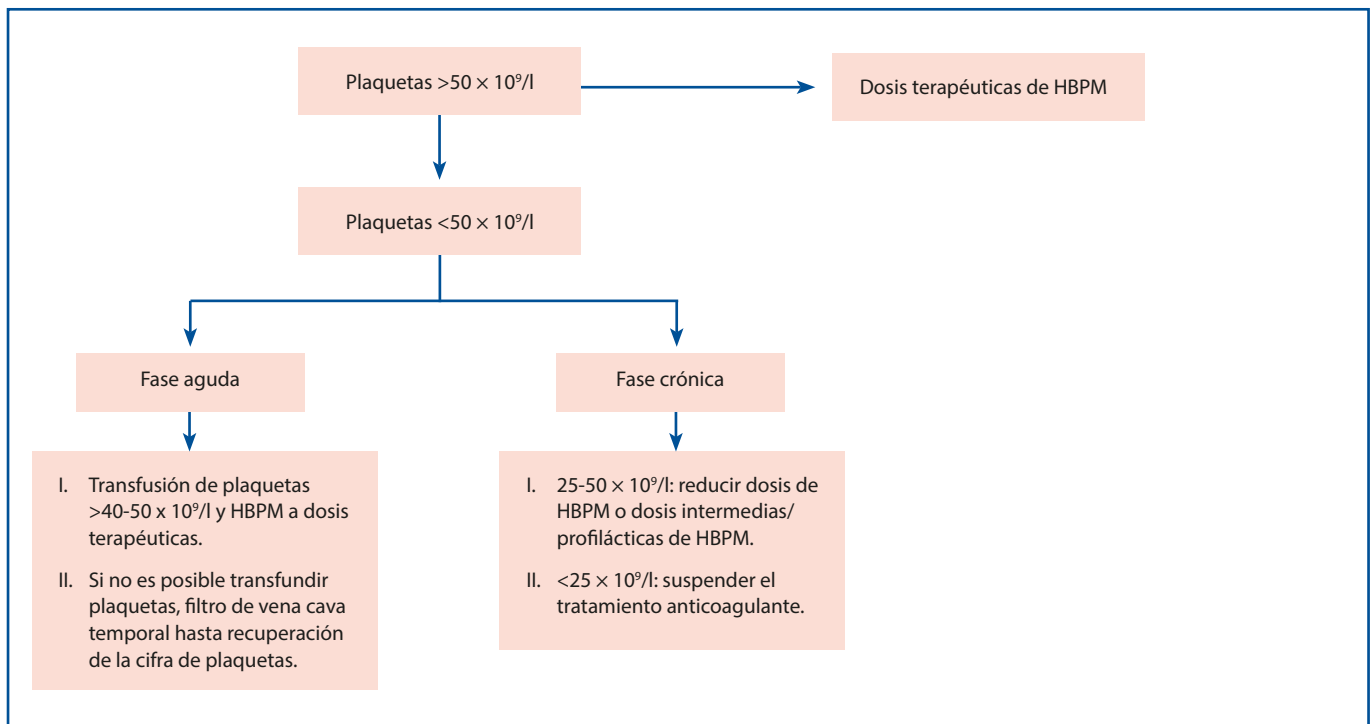 Plaquetas >50 × 10⁹/l
Dosis terapéuticas de HBPM
Plaquetas <50 × 10⁹/l
Fase aguda
Fase crónica
I. Transfusión de plaquetas
>40-50 x 10⁹/l y HBPM a dosis
terapéuticas.
II. Si no es posible transfundir
plaquetas, filtro de vena cava
temporal hasta recuperación
de la cifra de plaquetas.
I. 25-50 × 10⁹/l: reducir dosis de
HBPM o dosis intermedias/
profilácticas de HBPM.
II. <25 × 10⁹/l: suspender el
tratamiento anticoagulante.